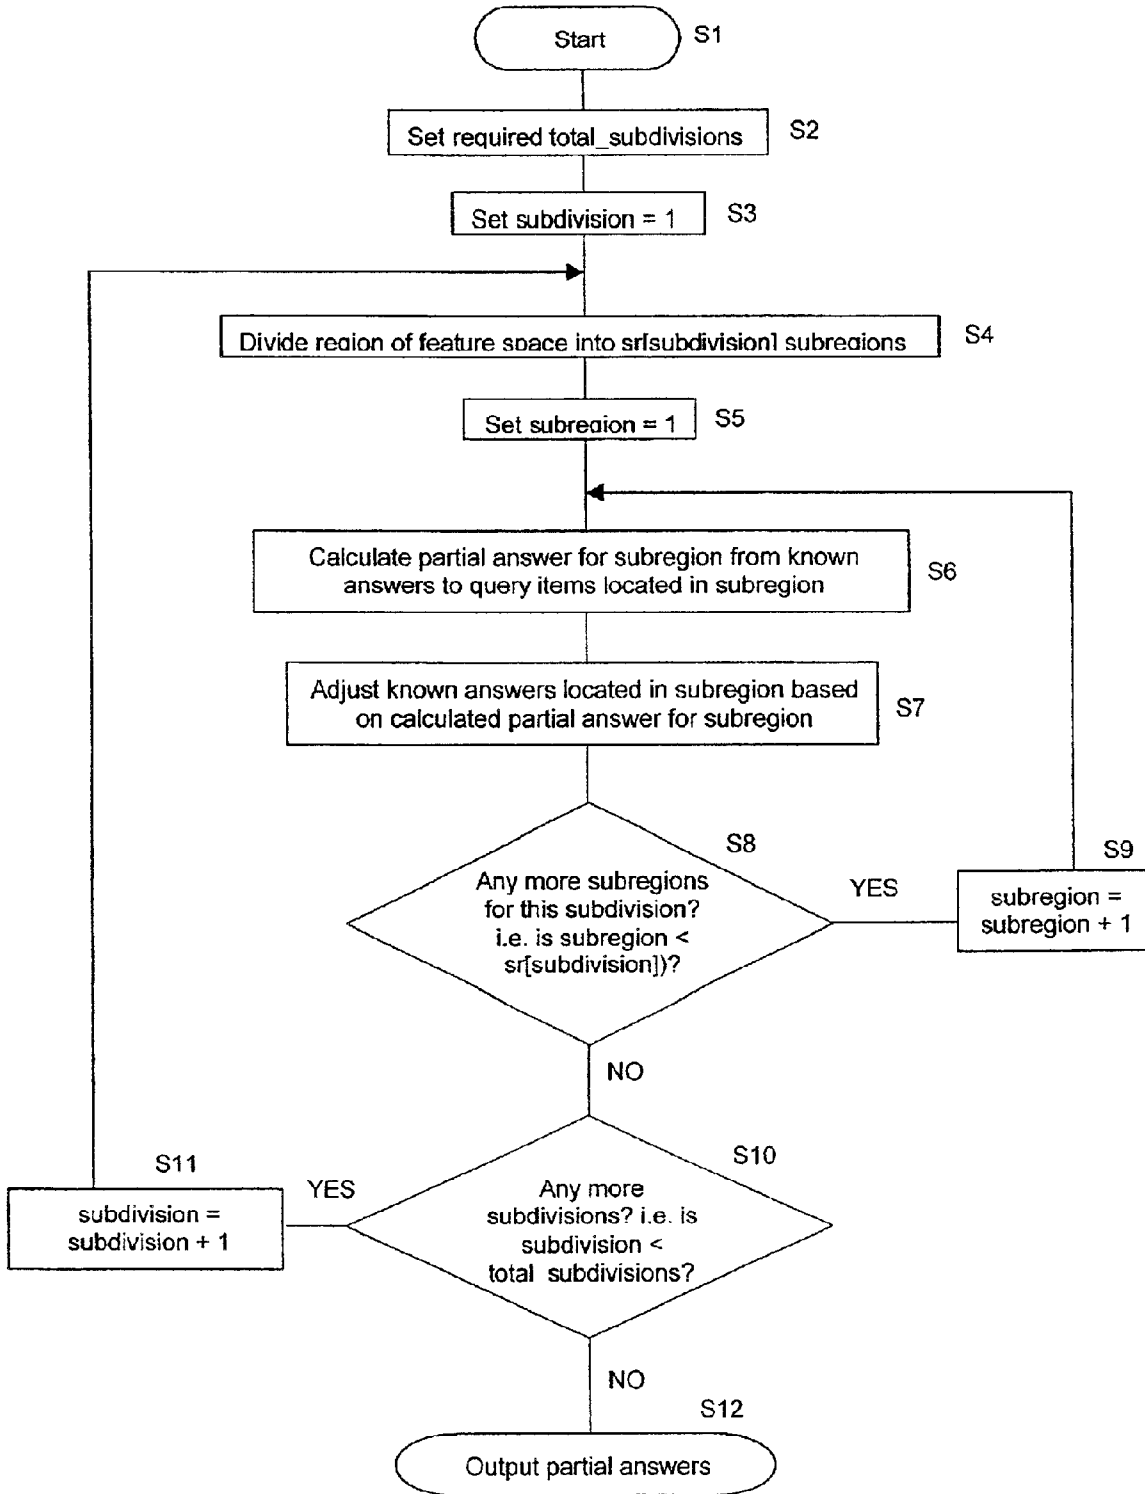 Start
S1
Set required total_subdivisions
S2
Set subdivision = 1
S3
Divide region of feature space into sr[subdivision] subregions
S4
Set subregion = 1
S5
Calculate partial answer for subregion from known
answers to query items located in subregion
S6
Adjust known answers located in subregion based
on calculated partial answer for subregion
S7
S8
Any more subregions
for this subdivision?
i.e. is subregion <
sr[subdivision])?
YES
S9
subregion =
subregion + 1
NO
S10
Any more
subdivisions? i.e. is
subdivision <
total subdivisions?
YES
S11
subdivision =
subdivision + 1
NO
S12
Output partial answers